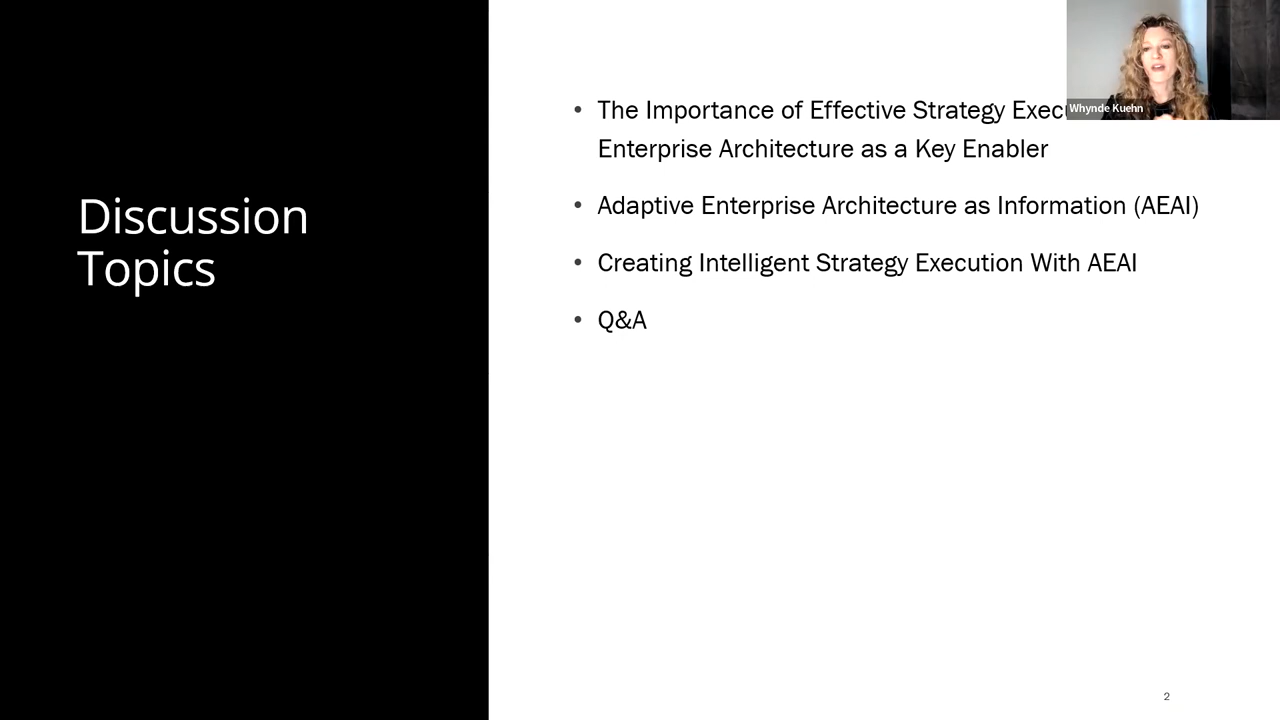 Discussion
Topics
• The Importance of Effective Strategy
Enterprise Architecture as a Key Enabler
• Adaptive Enterprise Architecture as Information (AEAI)
• Creating Intelligent Strategy Execution With AEAI
• Q&A
Whynde Kuehn
2